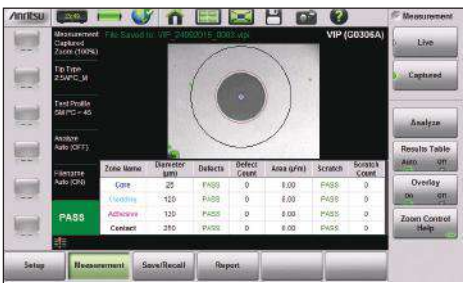 Anritsu
Measurement
Measurement
Captured
Zoom (100%)
File Saved to: VIP_24092015_0003.vipi
VIP (G0306A)
Live
Tip Type
2.5APC_M
Captured
Test Profile
SM PC - 45
Analyze
Analyze
Auto (OFF)
Results Table
Auto Off
Filename
Auto (ON)
Zone Name Diameter (µm) Defects Defect Count Area (µ²m) Scratch Scratch Count
Core 25 PASS 0 0.00 PASS 0
Cladding 120 PASS 0 0.00 PASS 0
Adhesive 130 PASS 0 0.00 PASS 0
Contact 250 PASS 0 0.00 PASS 0
Overlay
On Off
PASS
Zoom Control
Help
Setup Measurement Save/Recall Report